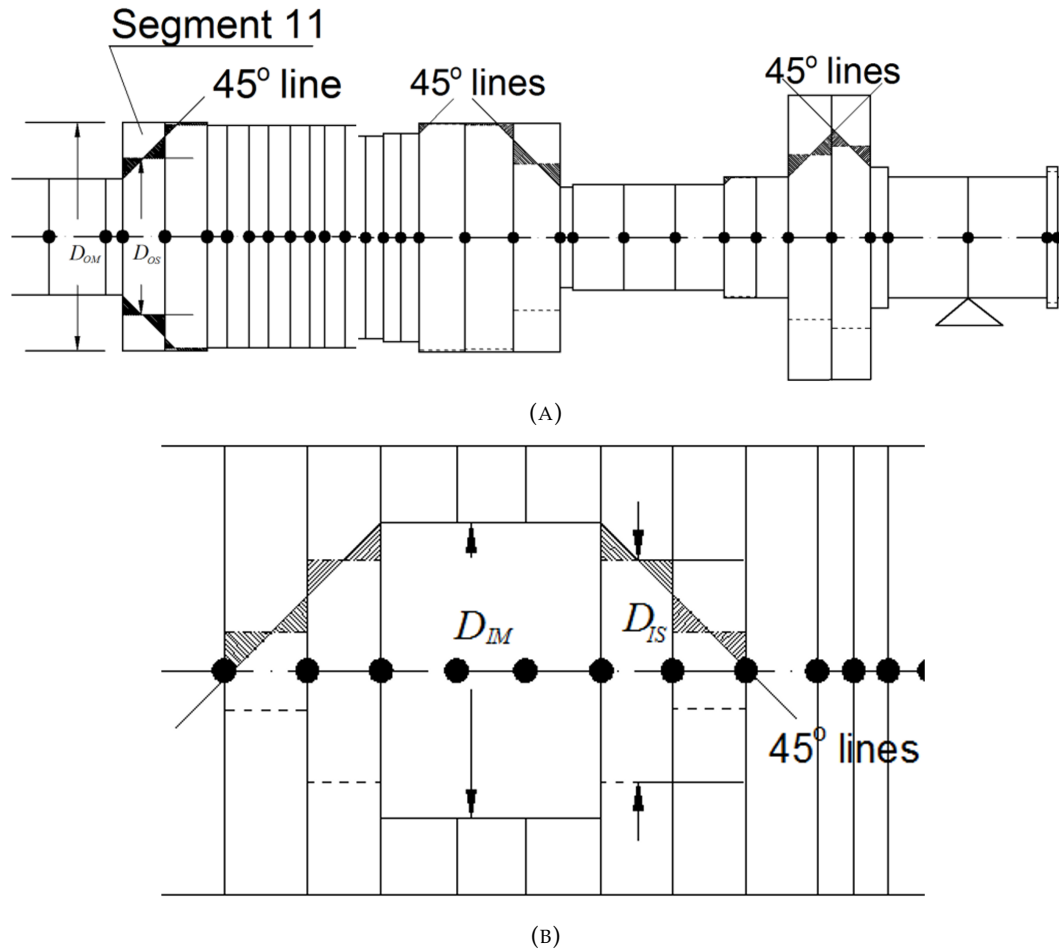 Segment 11
45° line
45° lines
45° lines
D_OM
D_OS
(A)
D_IM
D_IS
45° lines
(B)